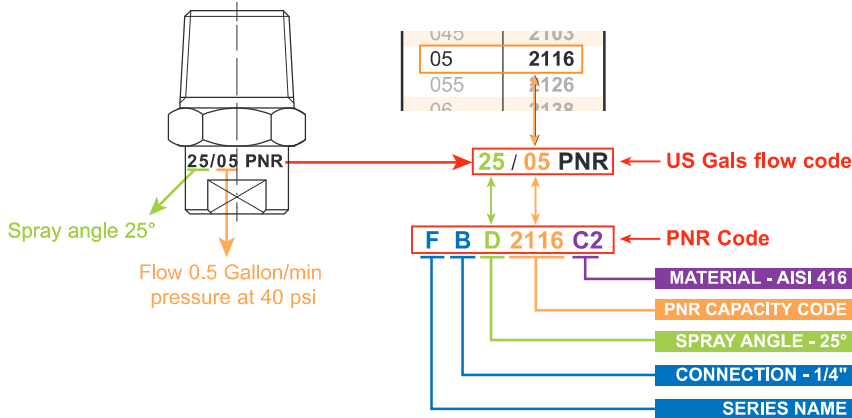 045 2103
05 2116
055 2126
06 2138
25/05 PNR
25 / 05 PNR
US Gals flow code
Spray angle 25°
Flow 0.5 Gallon/min
pressure at 40 psi
F B D 2116 C2
PNR Code
MATERIAL - AISI 416
PNR CAPACITY CODE
SPRAY ANGLE - 25°
CONNECTION - 1/4"
SERIES NAME